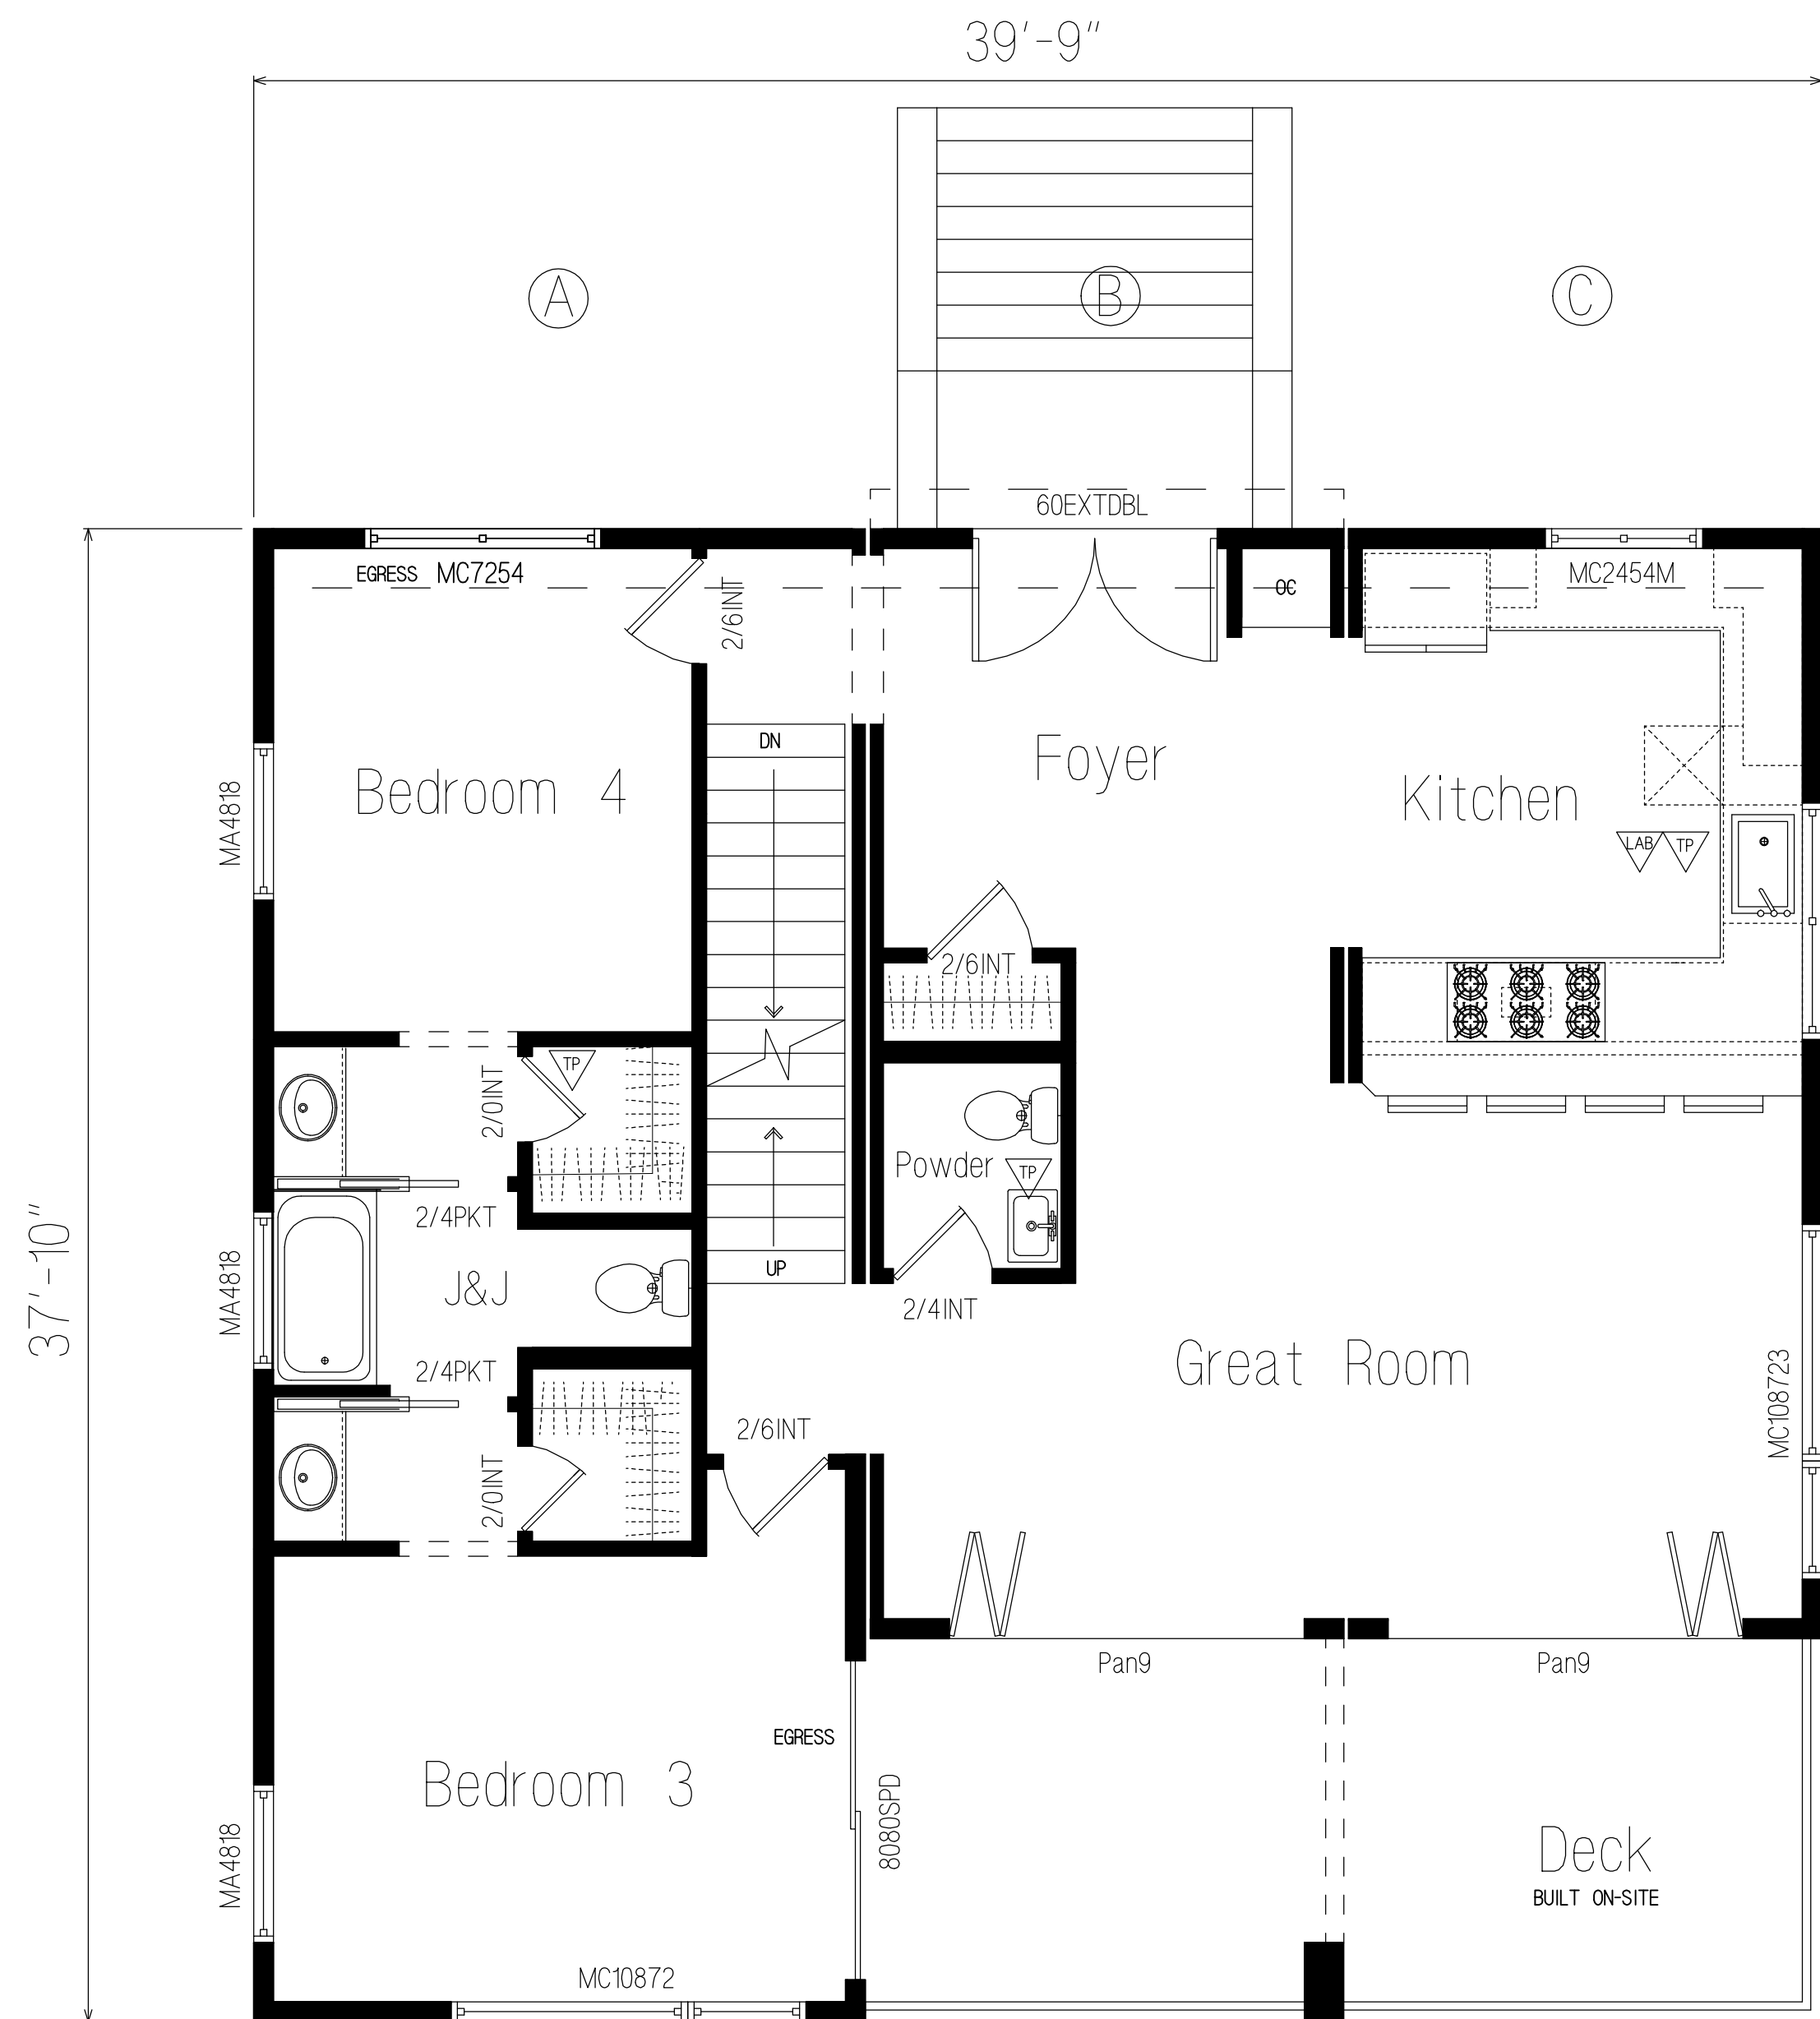 39'-9"
A
B
C
60EXTDBL
EGRESS MC7254
2/6INT
MC2454M
DN
Foyer
Bedroom 4
Kitchen
MA4818
LAB
TP
2/6INT
TP
2/0INT
Powder
TP
2/4PKT
37'-10"
MA4818
J&J
UP
2/4INT
Great Room
2/4PKT
MC108723
2/6INT
2/0INT
Pan9
Pan9
EGRESS
Bedroom 3
8080SPD
MA4818
Deck
BUILT ON-SITE
MC10872